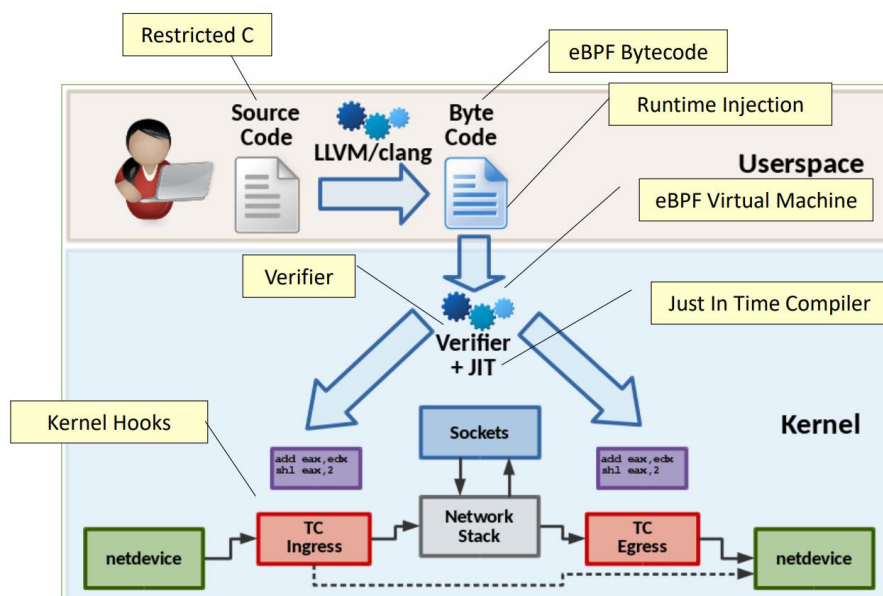 Restricted C
eBPF Bytecode
Runtime Injection
Source
Code
LLVM/clang
Byte
Code
Userspace
eBPF Virtual Machine
Verifier
Just In Time Compiler
Verifier
+ JIT
Kernel Hooks
Kernel
add eax,edx
shl eax,2
Sockets
add eax,edx
shl eax,2
netdevice
TC
Ingress
Network
Stack
TC
Egress
netdevice